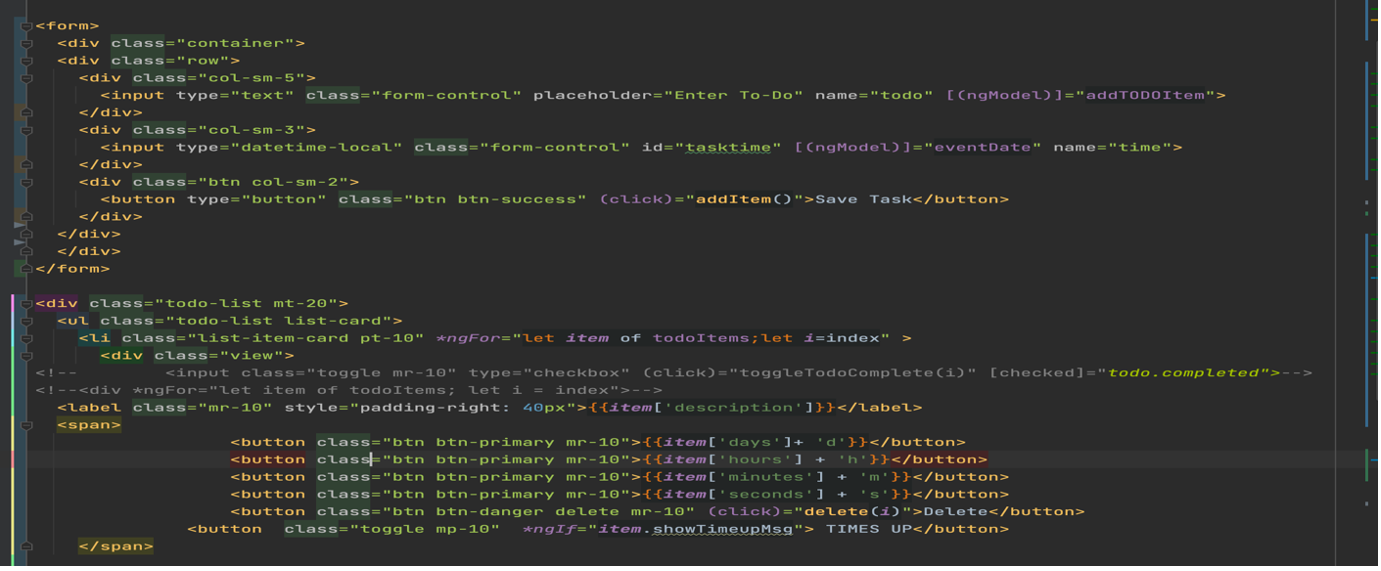 <form>
<div class="container">
<div class="row">
<div class="col-sm-5">
<input type="text" class="form-control" placeholder="Enter To-Do" name="todo" [(ngModel)]="addTODOItem">
</div>
<div class="col-sm-3">
<input type="datetime-local" class="form-control" id="tasktime" [(ngModel)]="eventDate" name="time">
</div>
<div class="btn col-sm-2">
<button type="button" class="btn btn-success" (click)="addItem()">Save Task</button>
</div>
</div>
</div>
</form>
<div class="todo-list mt-20">
<ul class="todo-list list-card">
<li class="list-item-card pt-10" *ngFor="let item of todoItems;let i=index" >
<div class="view">
<!-- <input class="toggle mr-10" type="checkbox" (click)="toggleTodoComplete(i)" [checked]="todo.completed">-->
<!--<div *ngFor="let item of todoItems; let i = index">-->
<label class="mr-10" style="padding-right: 40px">{{item['description']}}</label>
<span>
<button class="btn btn-primary mr-10">{{item['days']+ 'd'}}</button>
<button class="btn btn-primary mr-10">{{item['hours'] + 'h'}}</button>
<button class="btn btn-primary mr-10">{{item['minutes'] + 'm'}}</button>
<button class="btn btn-primary mr-10">{{item['seconds'] + 's'}}</button>
<button class="btn btn-danger delete mr-10" (click)="delete(i)">Delete</button>
<button class="toggle mp-10" *ngIf="item.showTimeupMsg"> TIMES UP</button>
</span>